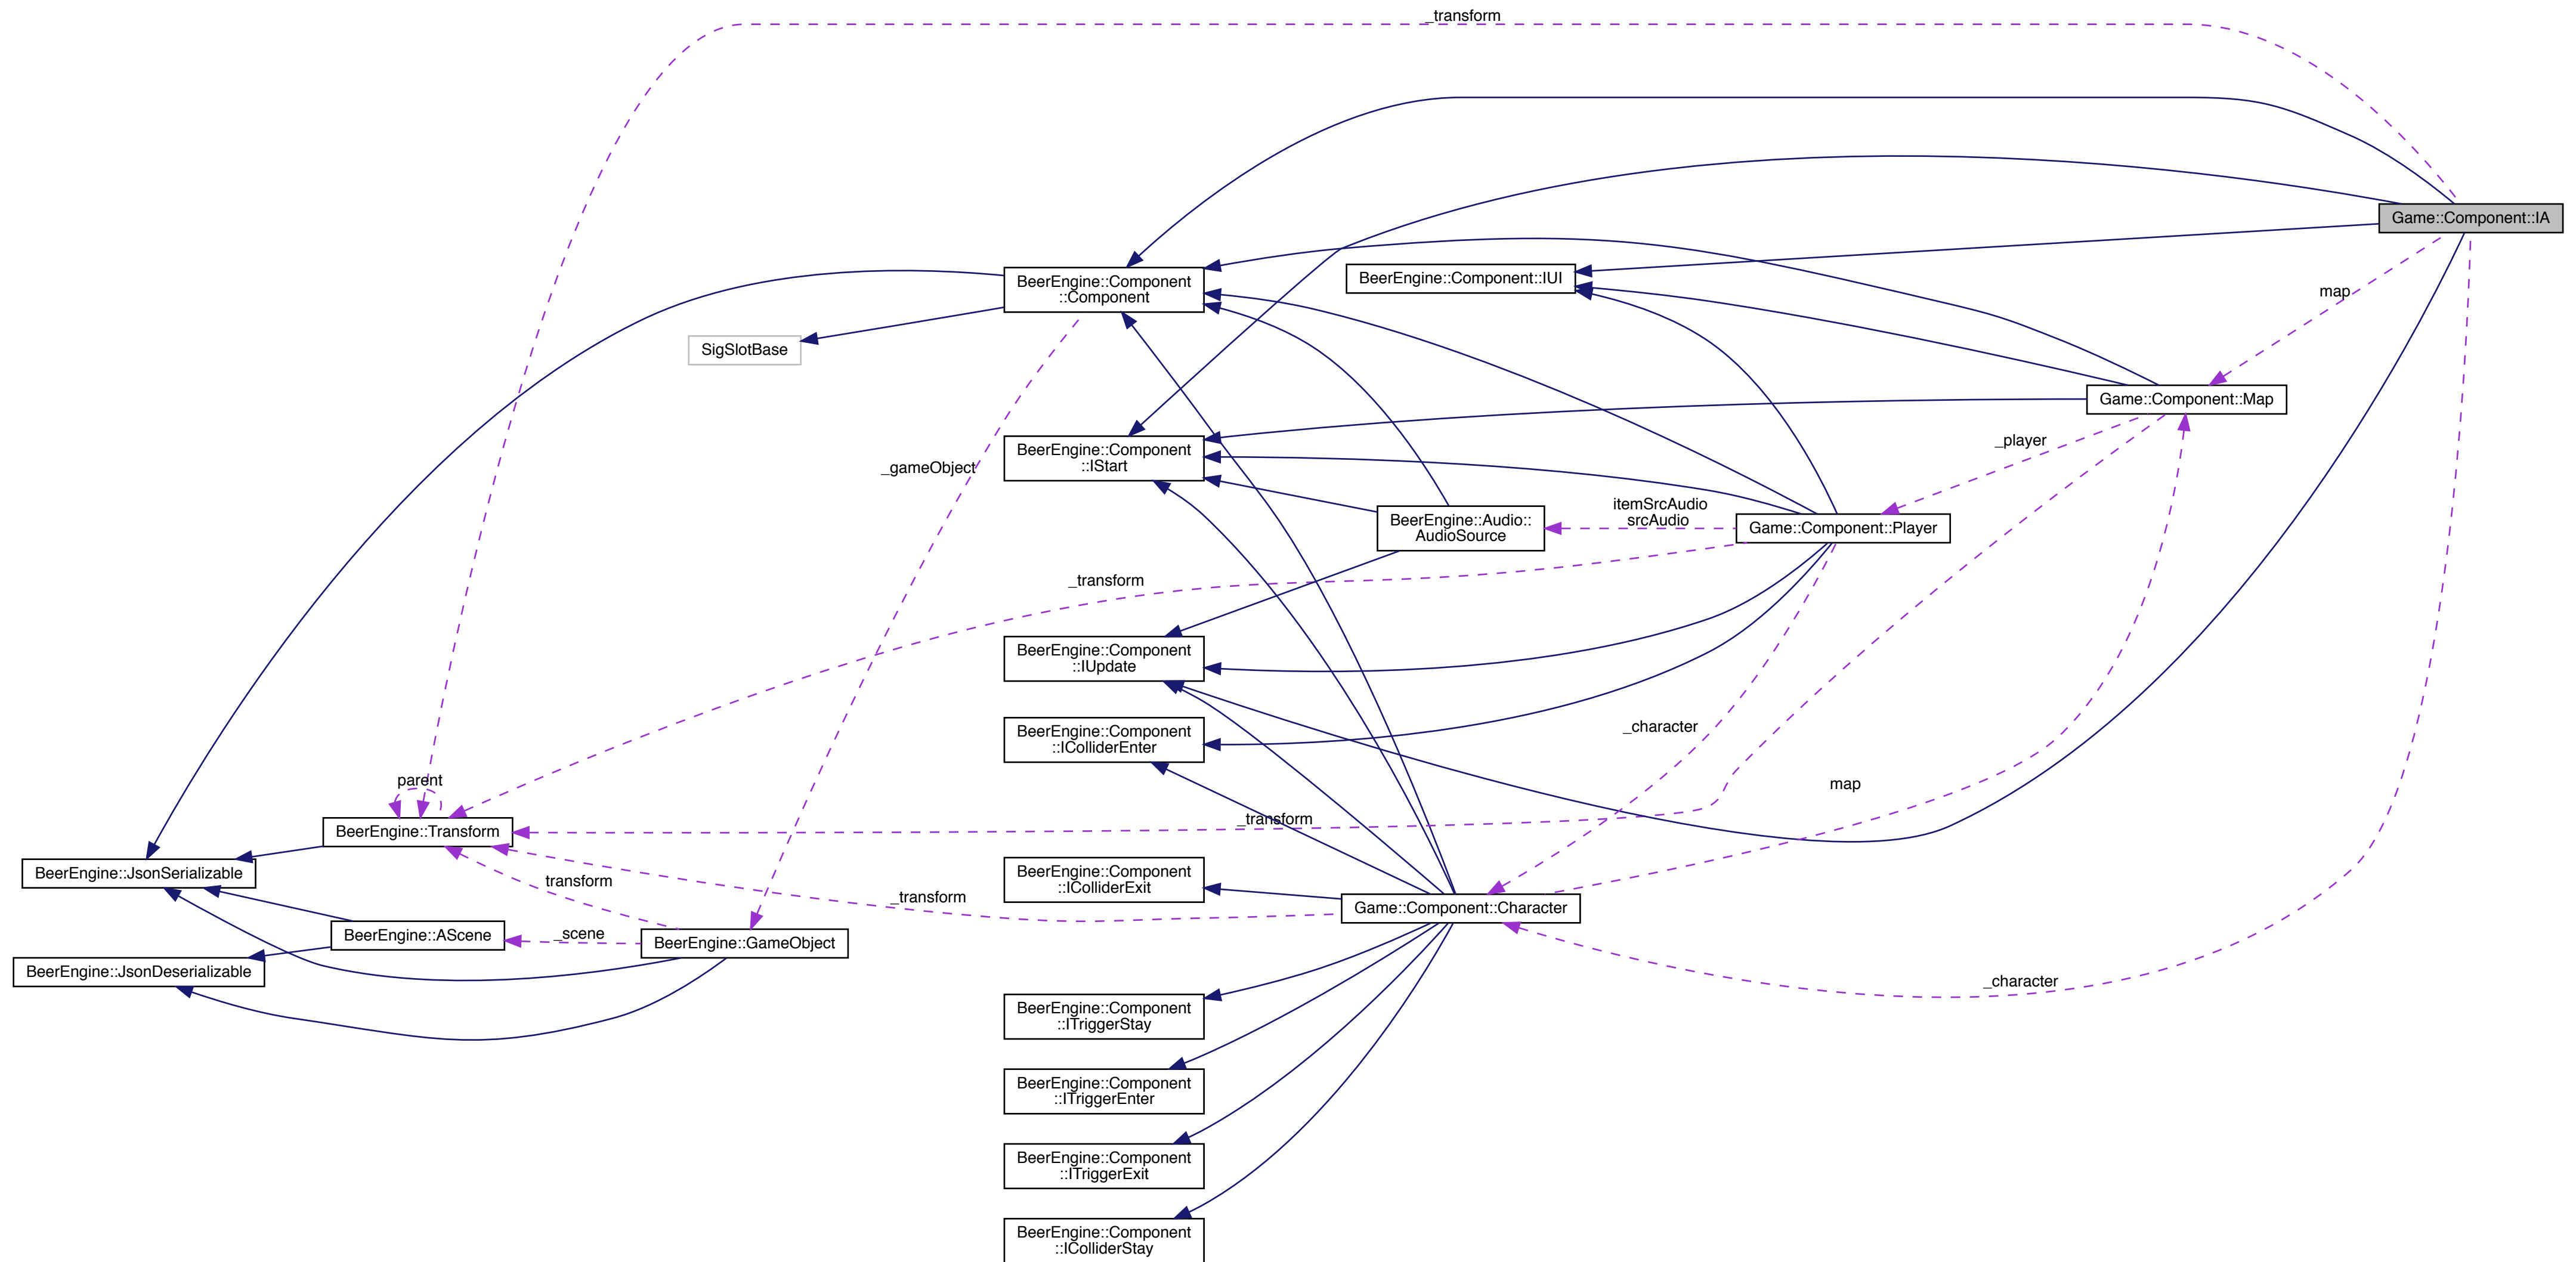 _transform
Game::Component::IA
BeerEngine::Component
::Component
BeerEngine::Component::IUI
map
SigSlotBase
Game::Component::Map
_player
BeerEngine::Component
::IStart
_gameObject
itemSrcAudio
srcAudio
BeerEngine::Audio::
AudioSource
Game::Component::Player
_transform
BeerEngine::Component
::IUpdate
_character
BeerEngine::Component
::IColliderEnter
parent
map
_transform
BeerEngine::Transform
BeerEngine::JsonSerializable
transform
BeerEngine::Component
::IColliderExit
_transform
Game::Component::Character
BeerEngine::AScene
_scene
BeerEngine::GameObject
BeerEngine::JsonDeserializable
_character
BeerEngine::Component
::ITriggerStay
BeerEngine::Component
::ITriggerEnter
BeerEngine::Component
::ITriggerExit
BeerEngine::Component
::IColliderStay